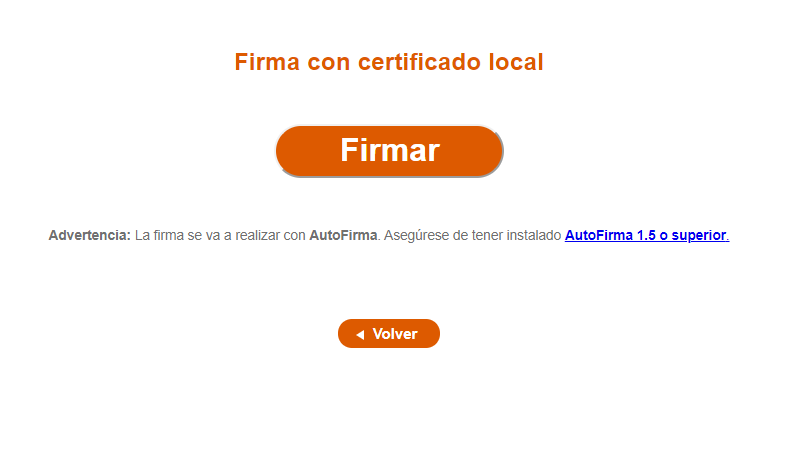 Firma con certificado local
Firmar
Advertencia: La firma se va a realizar con AutoFirma. Asegúrese de tener instalado AutoFirma 1.5 o superior.
Volver